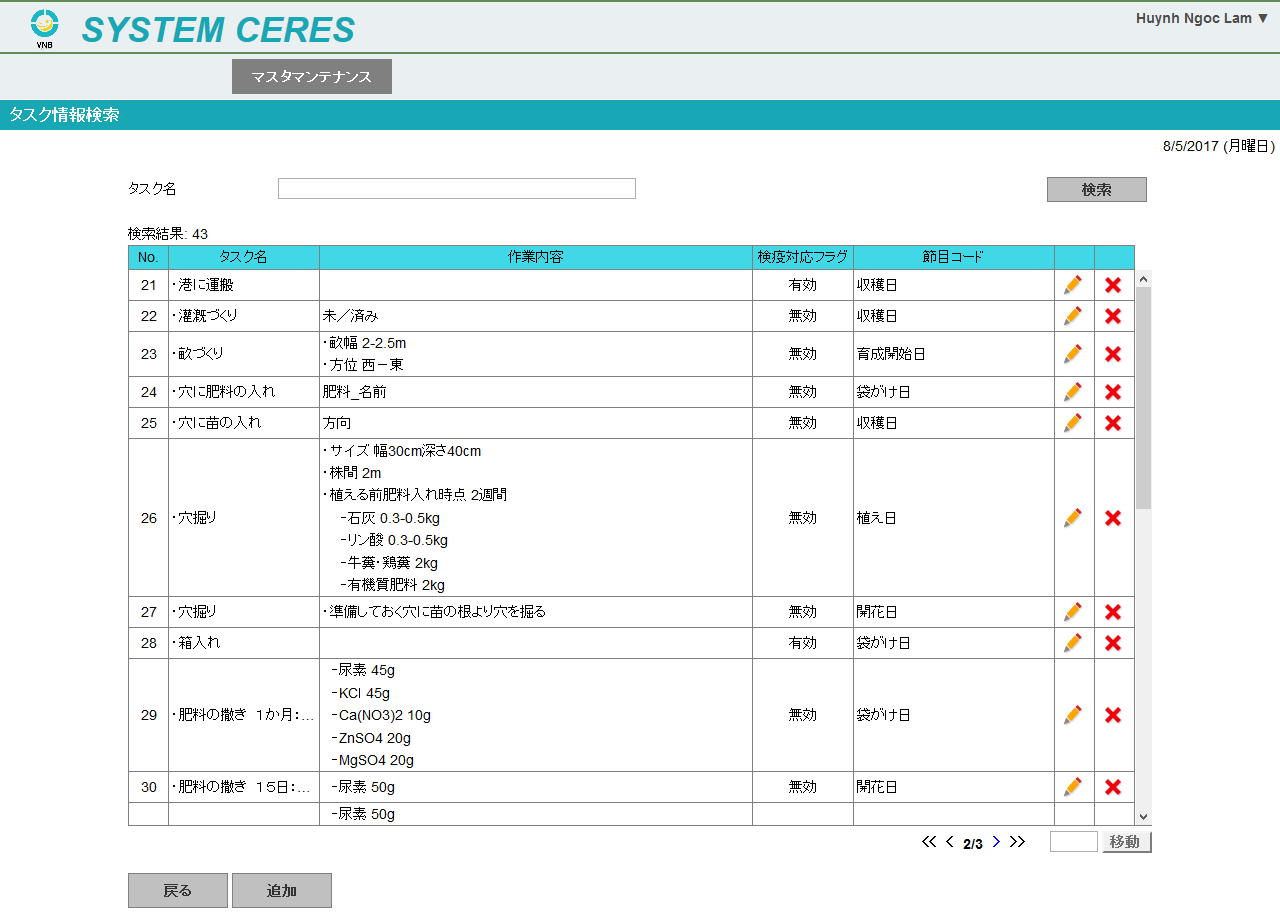 VNB
SYSTEM CERES
Huynh Ngoc Lam ▼
マスタマンテナンス
タスク情報検索
8/5/2017 (月曜日)
タスク名
検索
検索結果: 43
No. タスク名 作業内容 検疫対応フラグ 節目コード
21 ・港に運搬 有効 収穫日
22 ・灌漑づくり 未／済み 無効 収穫日
23 ・畝づくり ・畝幅 2-2.5m 無効 育成開始日
・方位 西－東
24 ・穴に肥料の入れ 肥料_名前 無効 袋がけ日
25 ・穴に苗の入れ 方向 無効 収穫日
・サイズ 幅30cm深さ40cm
・株間 2m
・植える前肥料入れ時点 2週間
26 ・穴掘り -石灰 0.3-0.5kg 無効 植え日
-リン酸 0.3-0.5kg
-牛糞・鶏糞 2kg
-有機質肥料 2kg
27 ・穴掘り ・準備しておく穴に苗の根より穴を掘る 無効 開花日
28 ・箱入れ 有効 袋がけ日
-尿素 45g
-KCl 45g
29 ・肥料の撒き　１か月：... -Ca(NO3)2 10g 無効 袋がけ日
-ZnSO4 20g
-MgSO4 20g
30 ・肥料の撒き　１５日：... -尿素 50g 無効 開花日
-尿素 50g
2/3
移動
戻る
追加